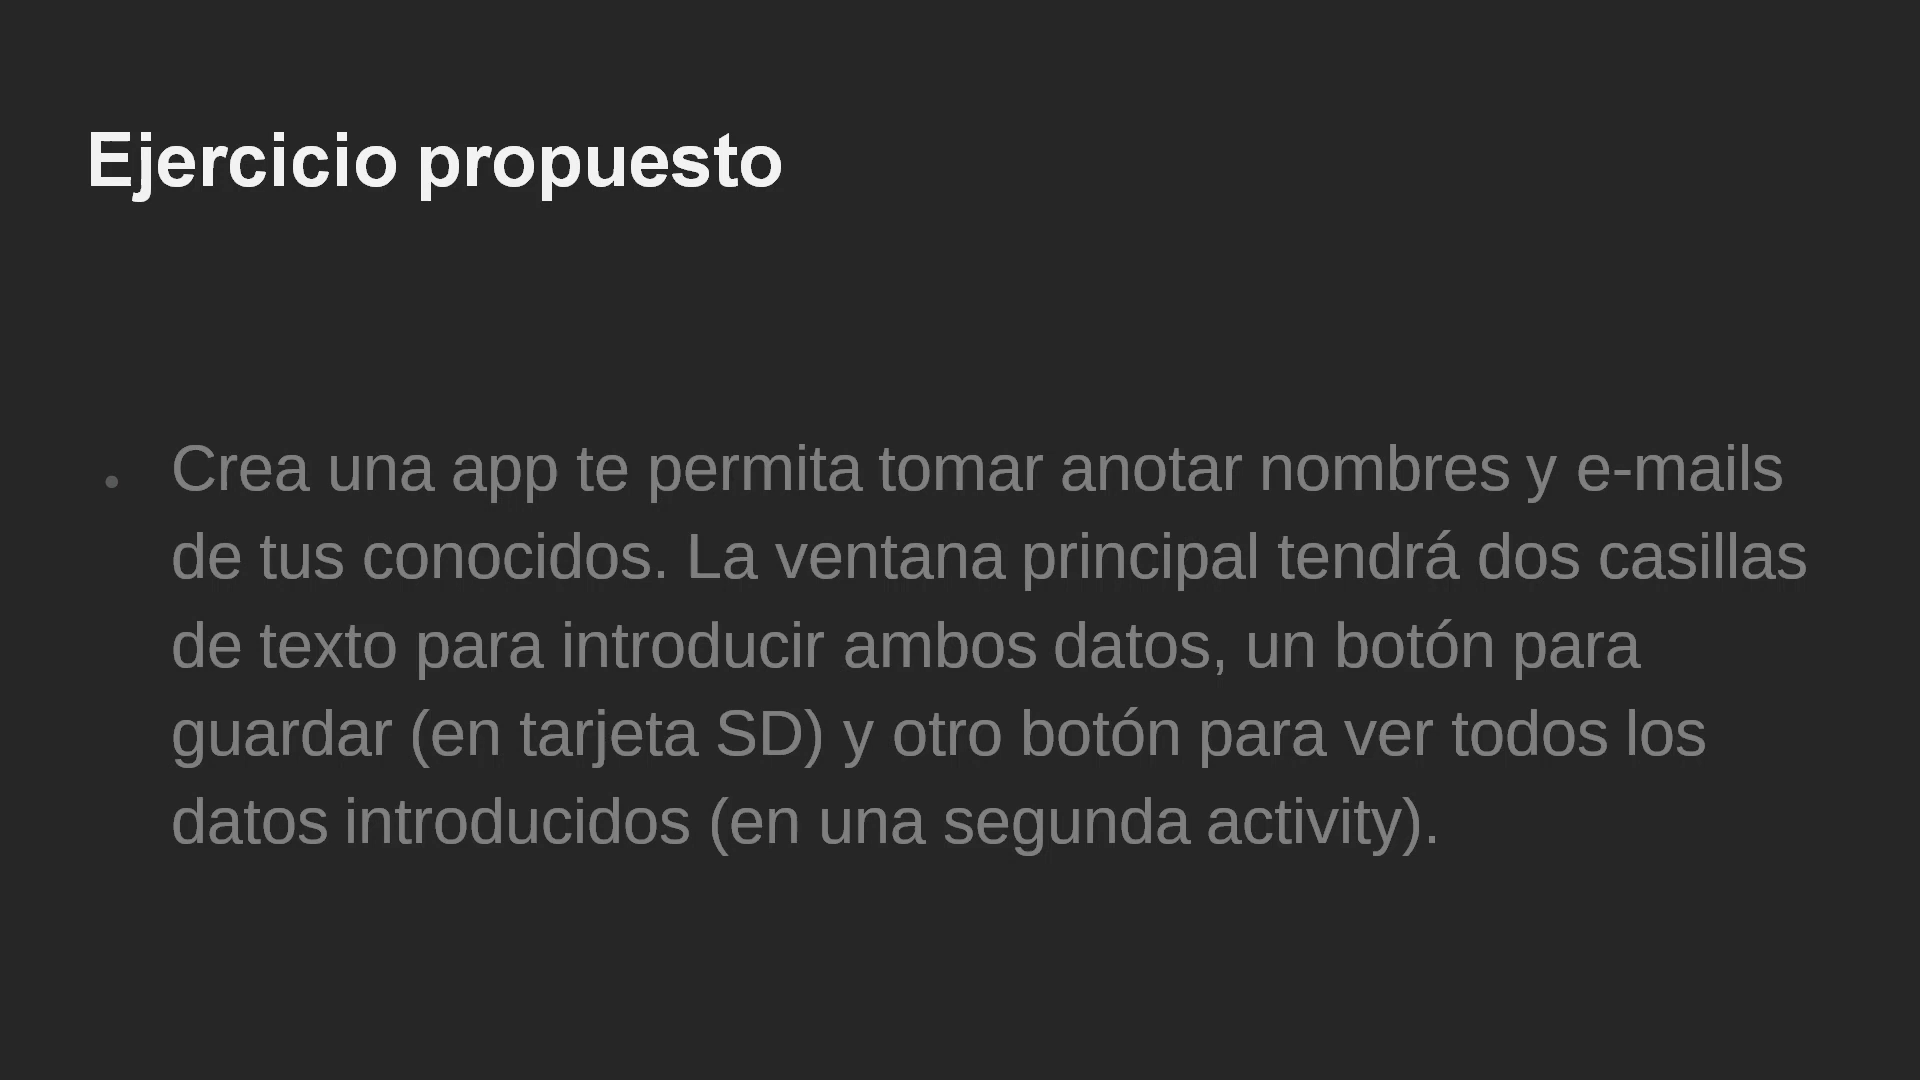 Ejercicio propuesto
• Crea una app te permita tomar anotar nombres y e-mails
de tus conocidos. La ventana principal tendrá dos casillas
de texto para introducir ambos datos, un botón para
guardar (en tarjeta SD) y otro botón para ver todos los
datos introducidos (en una segunda activity).